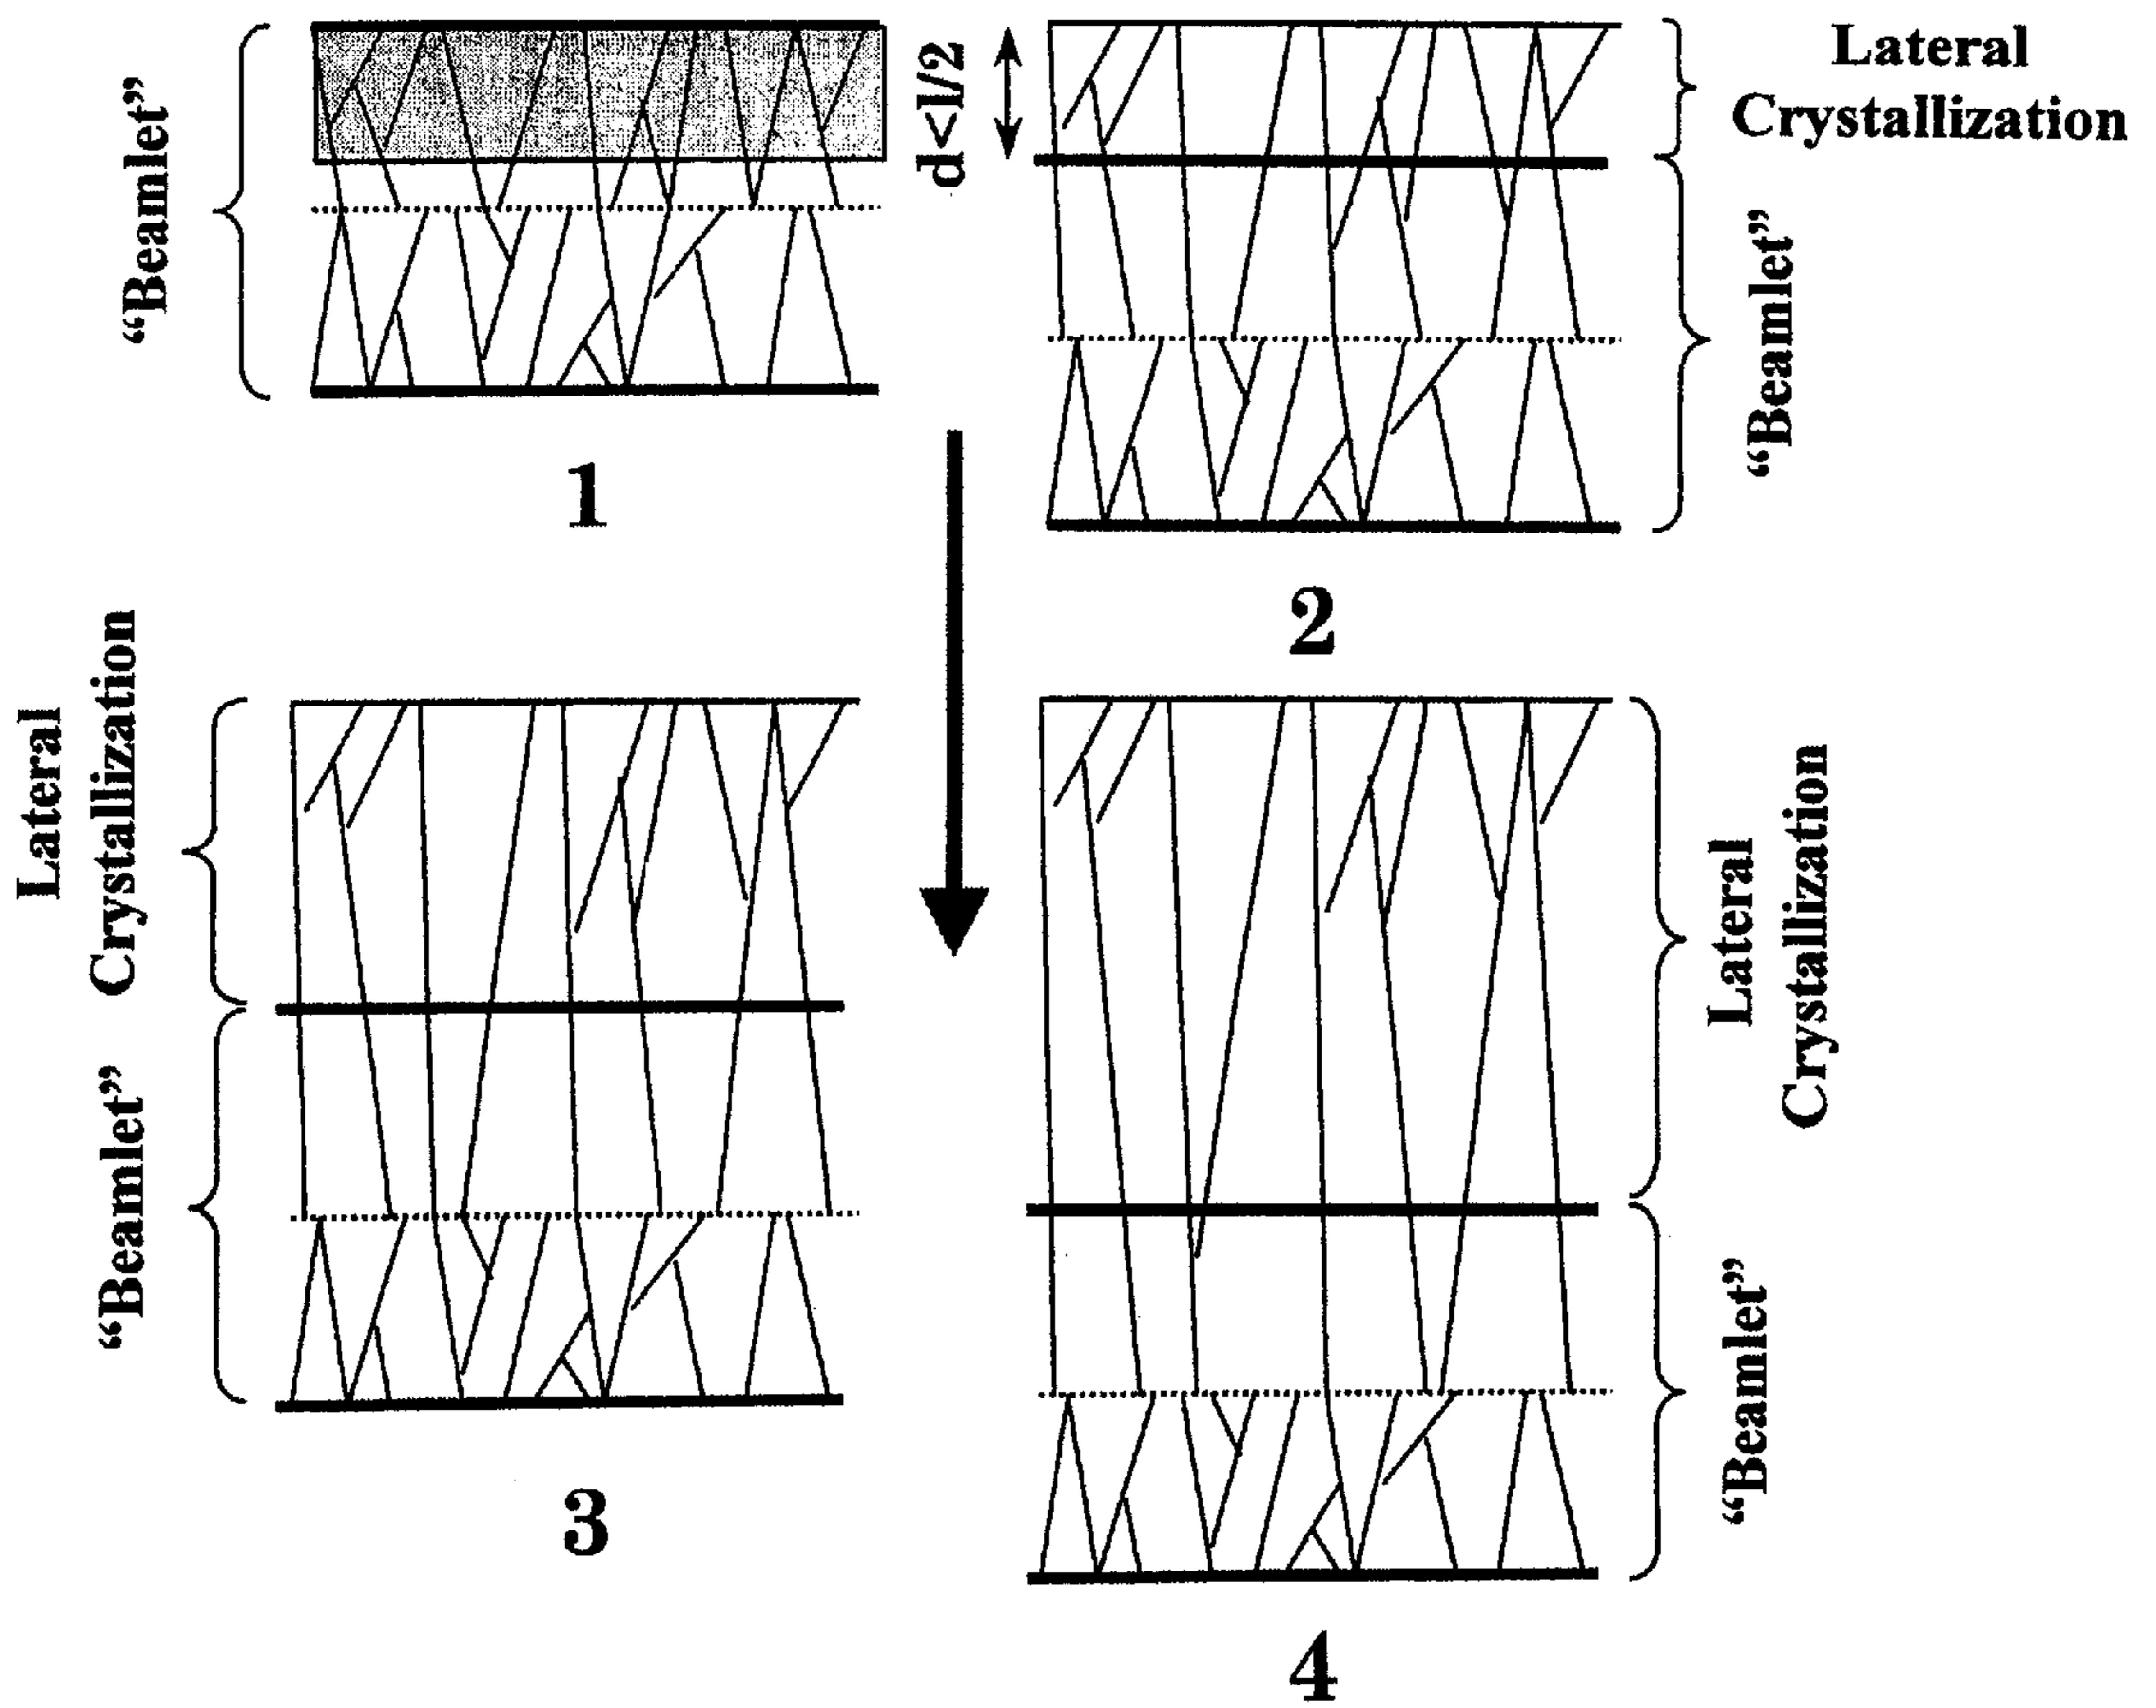 “Beamlet”
d<l/2
Lateral
Crystallization
“Beamlet”
1
2
Lateral
Crystallization
“Beamlet”
Lateral
Crystallization
“Beamlet”
3
4